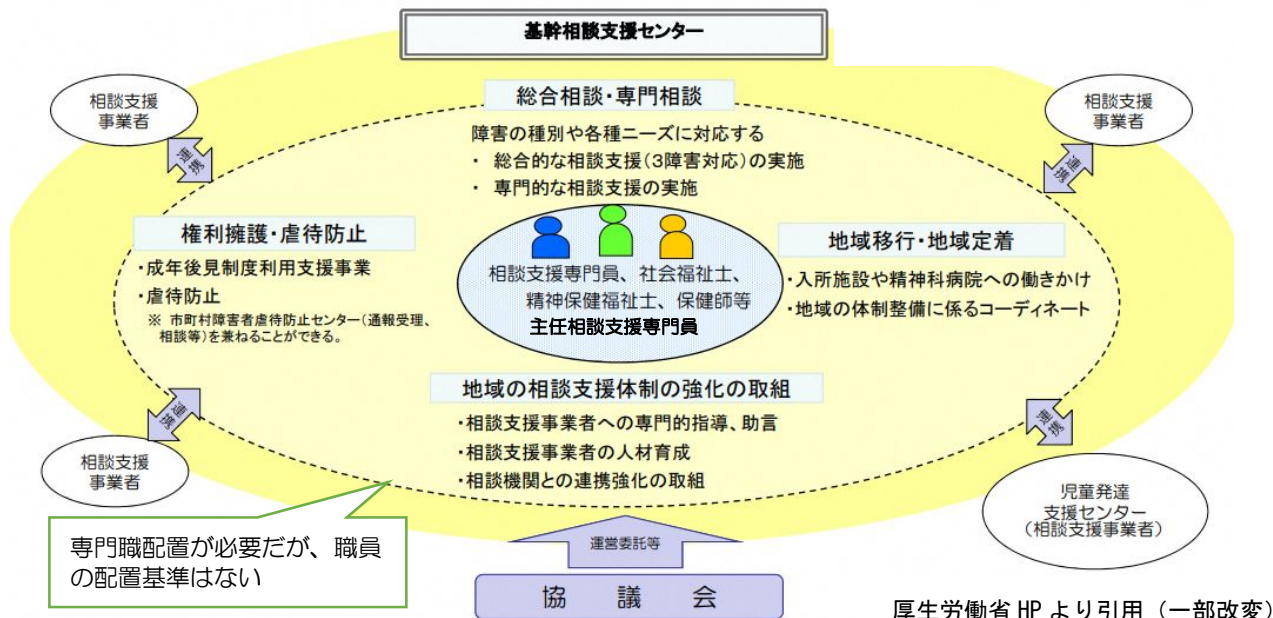 基幹相談支援センター
相談支援
事業者
連携
総合相談・専門相談
障害の種別や各種ニーズに対応する
・ 総合的な相談支援(3障害対応)の実施
・ 専門的な相談支援の実施
相談支援
事業者
連携
権利擁護・虐待防止
・成年後見制度利用支援事業
・虐待防止
※ 市町村障害者虐待防止センター(通報受理、
相談等)を兼ねることができる。
相談支援専門員、社会福祉士、
精神保健福祉士、保健師等
主任相談支援専門員
地域移行・地域定着
・入所施設や精神科病院への働きかけ
・地域の体制整備に係るコーディネート
地域の相談支援体制の強化の取組
・相談支援事業者への専門的指導、助言
・相談支援事業者の人材育成
・相談機関との連携強化の取組
連携
相談支援
事業者
連携
児童発達
支援センター
(相談支援事業者)
専門職配置が必要だが、職員
の配置基準はない
運営委託等
協 議 会
厚生労働省 HP より引用（一部改変）